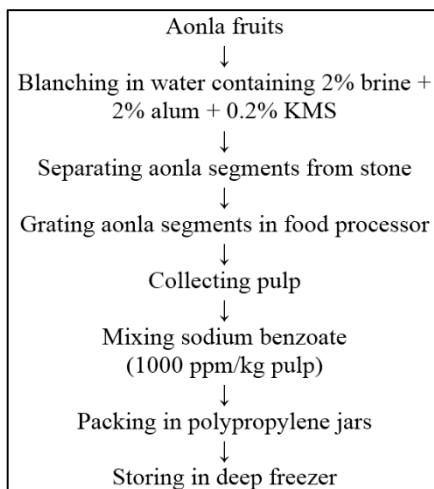 Aonla fruits
↓
Blanching in water containing 2% brine +
2% alum + 0.2% KMS
↓
Separating aonla segments from stone
↓
Grating aonla segments in food processor
↓
Collecting pulp
↓
Mixing sodium benzoate
(1000 ppm/kg pulp)
↓
Packing in polypropylene jars
↓
Storing in deep freezer